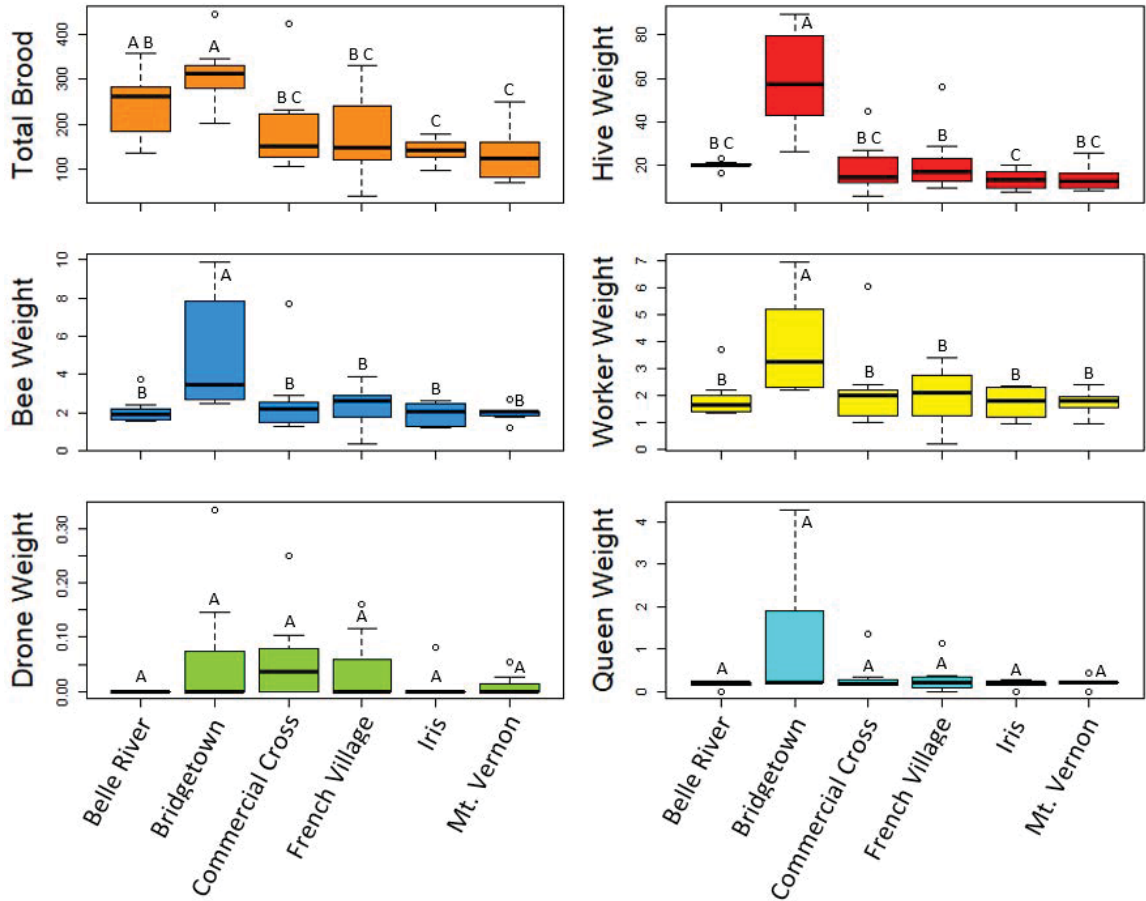 Total Brood
100 200 300 400
A B A B C B C C C
Hive Weight
20 40 60 80
B C A B C B C B C
Bee Weight
0 2 4 6 8 10
B A B B B B
Worker Weight
0 1 2 3 4 5 6 7
B A B B B B
Drone Weight
0.00 0.10 0.20 0.30
A A A A A A
Queen Weight
0 1 2 3 4
A A A A A A
Belle River
Bridgetown
Commercial Cross
French Village
Iris
Mt. Vernon
Belle River
Bridgetown
Commercial Cross
French Village
Iris
Mt. Vernon